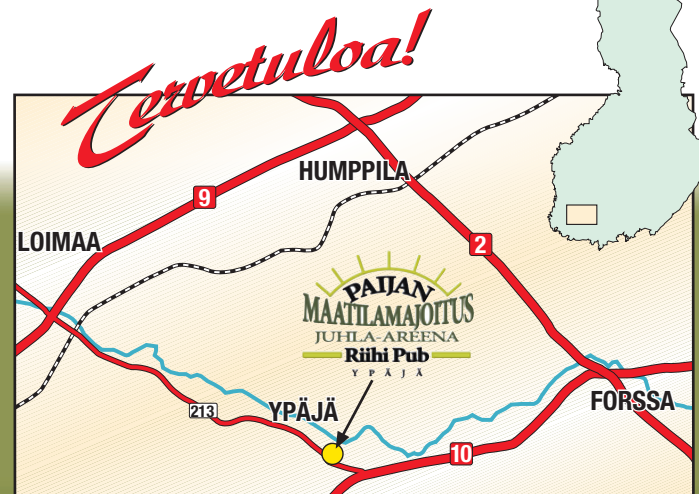 Tervetuloa!
HUMPPILA
9
LOIMAA
2
PAIJAN
MAATILAMAJOITUS
JUHLA-AREENA
Riihi Pub
YPÄJÄ
213
YPÄJÄ
FORSSA
10